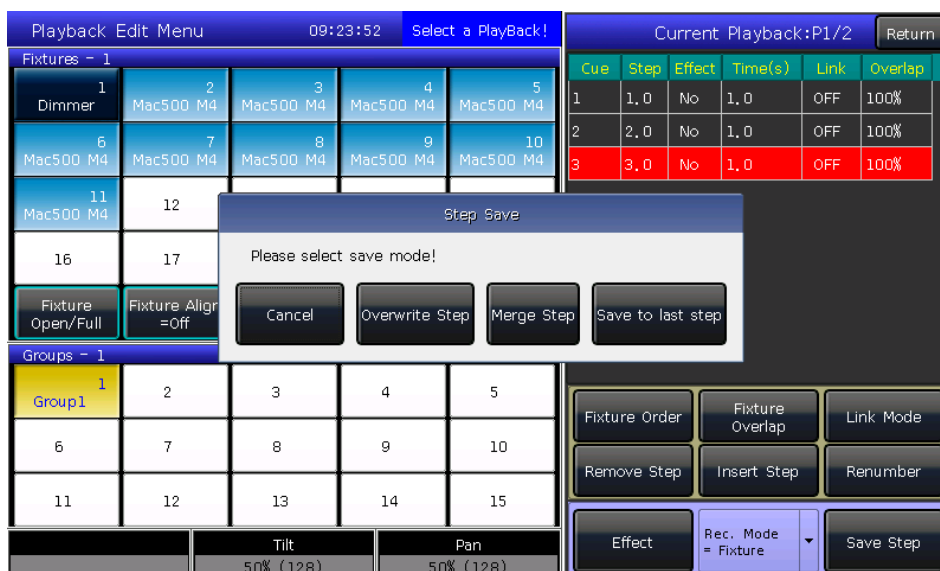 Playback Edit Menu 09:23:52 Select a PlayBack!
Fixtures - 1
1 2 3 4 5
Dimmer Mac500 M4 Mac500 M4 Mac500 M4 Mac500 M4
6 7 8 9 10
Mac500 M4 Mac500 M4 Mac500 M4 Mac500 M4 Mac500 M4
11
Mac500 M4 12
16 17
Fixture Open/Full Fixture Align =Off
Groups - 1
1
Group1 2 3 4 5
6 7 8 9 10
11 12 13 14 15
Tilt Pan
50% (128) 50% (128)
Step Save
Please select save mode!
Cancel Overwrite Step Merge Step Save to last step
Current Playback:P1/2 Return
Cue Step Effect Time(s) Link Overlap
1 1.0 No 1.0 OFF 100%
2 2.0 No 1.0 OFF 100%
3 3.0 No 1.0 OFF 100%
Fixture Order Fixture Overlap Link Mode
Remove Step Insert Step Renumber
Effect Rec. Mode = Fixture Save Step